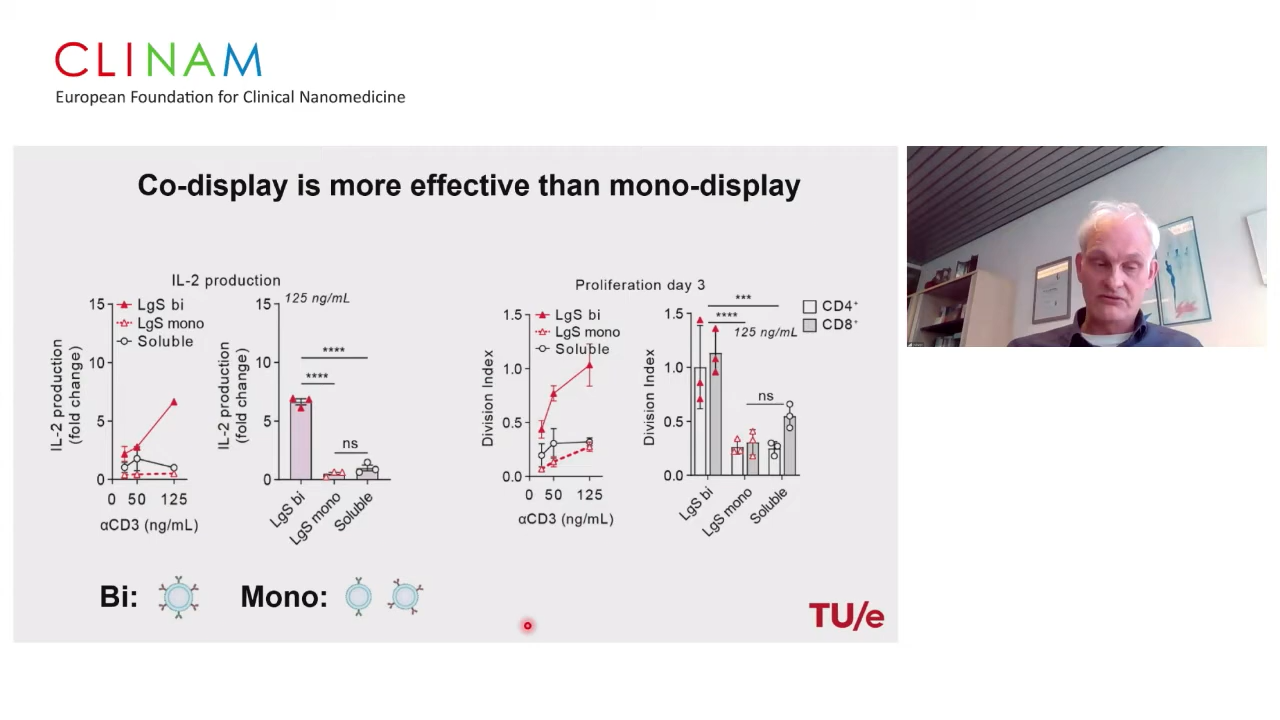 CLINAM
European Foundation for Clinical Nanomedicine
Co-display is more effective than mono-display
IL-2 production
15
10
5
0
IL-2 production
(fold change)
LgS bi
LgS mono
Soluble
0 50 125
αCD3 (ng/mL)
15
10
5
0
IL-2 production
(fold change)
125 ng/mL
****
****
ns
LgS bi
LgS mono
Soluble
Proliferation day 3
1.5
1.0
0.5
0.0
Division Index
LgS bi
LgS mono
Soluble
0 50 125
αCD3 (ng/mL)
1.5
1.0
0.5
0.0
Division Index
***
****
125 ng/mL
ns
CD4+
CD8+
LgS bi
LgS mono
Soluble
Bi:
Mono:
TU/e